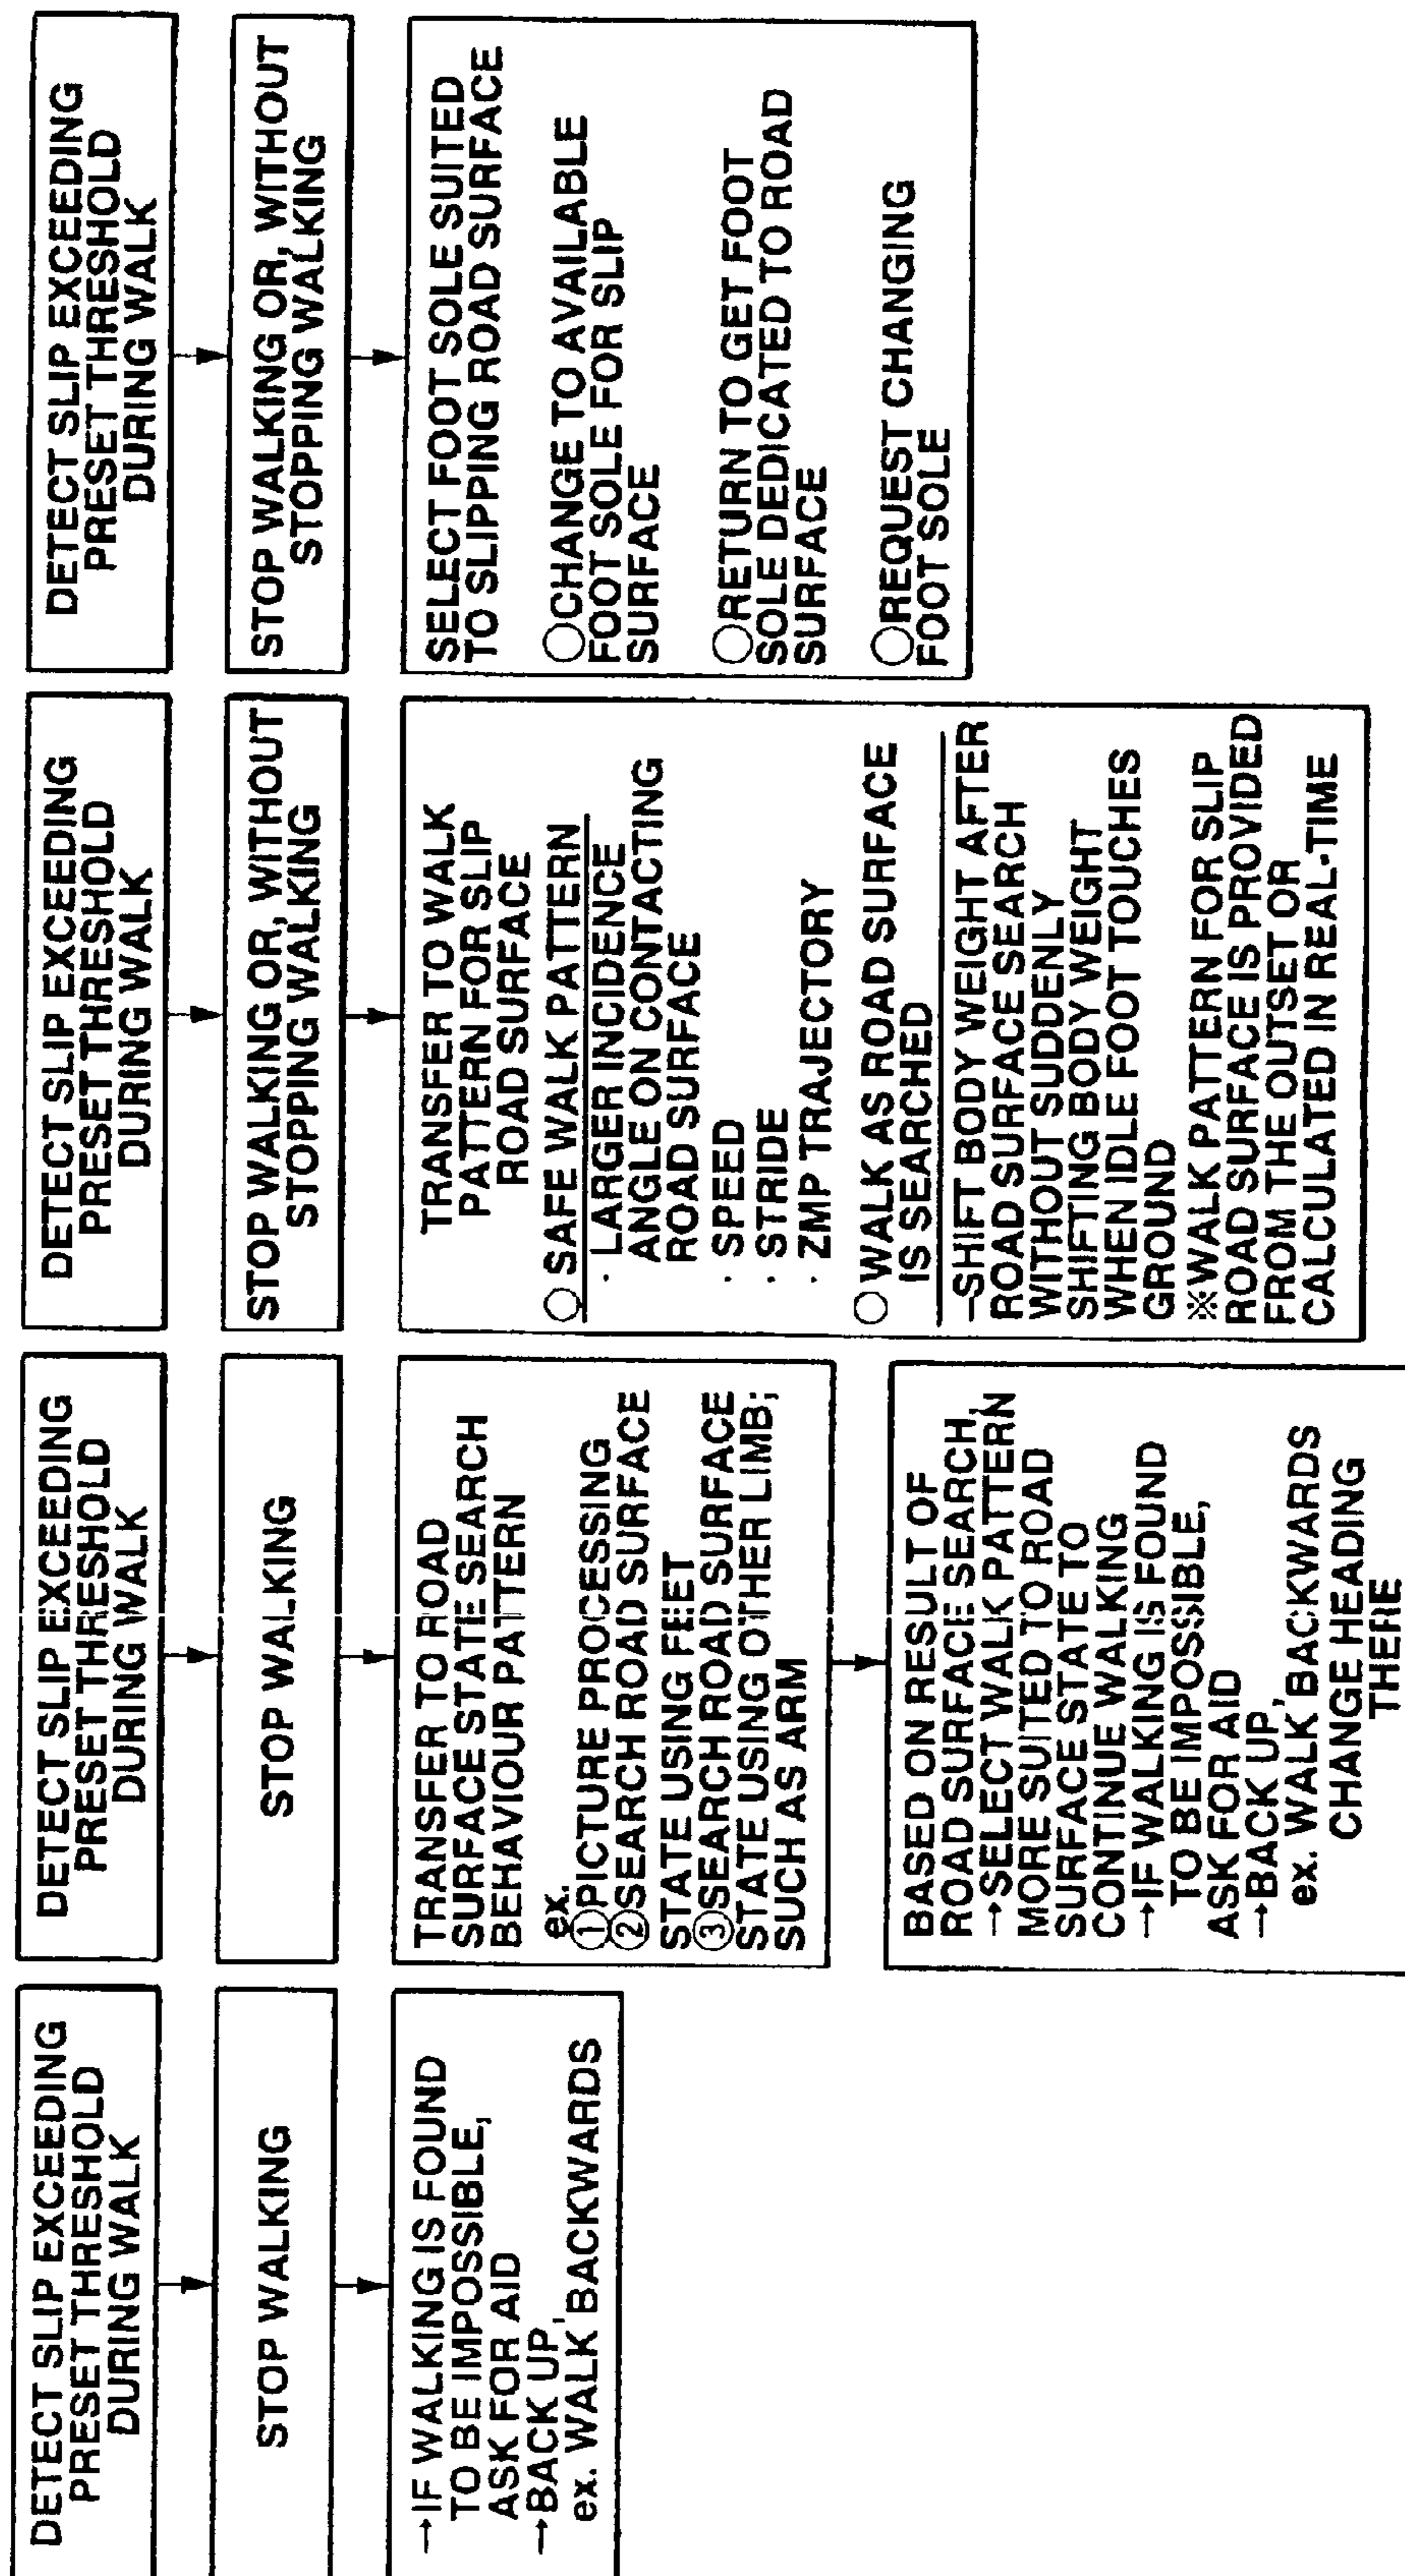 DETECT SLIP EXCEEDING
PRESET THRESHOLD
DURING WALK
STOP WALKING
→IF WALKING IS FOUND
TO BE IMPOSSIBLE,
ASK FOR AID
→BACK UP,
ex. WALK BACKWARDS
DETECT SLIP EXCEEDING
PRESET THRESHOLD
DURING WALK
STOP WALKING
TRANSFER TO ROAD
SURFACE STATE SEARCH
BEHAVIOUR PATTERN
ex.
①PICTURE PROCESSING
②SEARCH ROAD SURFACE
STATE USING FEET
③SEARCH ROAD SURFACE
STATE USING OTHER LIMB;
SUCH AS ARM
BASED ON RESULT OF
ROAD SURFACE SEARCH,
→SELECT WALK PATTERN
MORE SUITED TO ROAD
SURFACE STATE TO
CONTINUE WALKING
→IF WALKING IS FOUND
TO BE IMPOSSIBLE,
ASK FOR AID
→BACK UP,
ex. WALK BACKWARDS
CHANGE HEADING
THERE
DETECT SLIP EXCEEDING
PRESET THRESHOLD
DURING WALK
STOP WALKING OR, WITHOUT
STOPPING WALKING
TRANSFER TO WALK
PATTERN FOR SLIP
ROAD SURFACE
○ SAFE WALK PATTERN
· LARGER INCIDENCE
ANGLE ON CONTACTING
ROAD SURFACE
· SPEED
· STRIDE
· ZMP TRAJECTORY
○ WALK AS ROAD SURFACE
IS SEARCHED
–SHIFT BODY WEIGHT AFTER
ROAD SURFACE SEARCH
WITHOUT SUDDENLY
SHIFTING BODY WEIGHT
WHEN IDLE FOOT TOUCHES
GROUND
※WALK PATTERN FOR SLIP
ROAD SURFACE IS PROVIDED
FROM THE OUTSET OR
CALCULATED IN REAL-TIME
DETECT SLIP EXCEEDING
PRESET THRESHOLD
DURING WALK
STOP WALKING OR, WITHOUT
STOPPING WALKING
SELECT FOOT SOLE SUITED
TO SLIPPING ROAD SURFACE
○CHANGE TO AVAILABLE
FOOT SOLE FOR SLIP
SURFACE
○RETURN TO GET FOOT
SOLE DEDICATED TO ROAD
SURFACE
○REQUEST CHANGING
FOOT SOLE